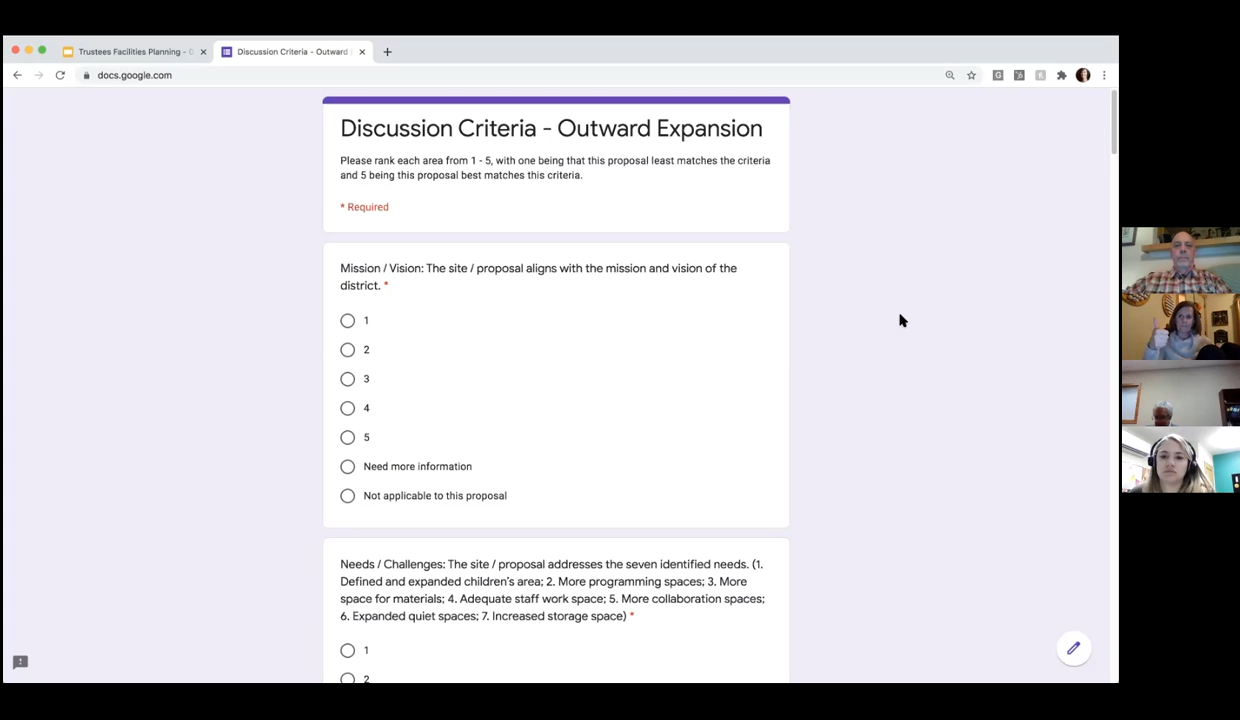 Trustees Facilities Planning -
Discussion Criteria - Outward
docs.google.com
Discussion Criteria - Outward Expansion
Please rank each area from 1 - 5, with one being that this proposal least matches the criteria
and 5 being this proposal best matches this criteria.
* Required
Mission / Vision: The site / proposal aligns with the mission and vision of the
district. *
1
2
3
4
5
Need more information
Not applicable to this proposal
Needs / Challenges: The site / proposal addresses the seven identified needs. (1.
Defined and expanded children's area; 2. More programming spaces; 3. More
space for materials; 4. Adequate staff work space; 5. More collaboration spaces;
6. Expanded quiet spaces; 7. Increased storage space) *
1
2